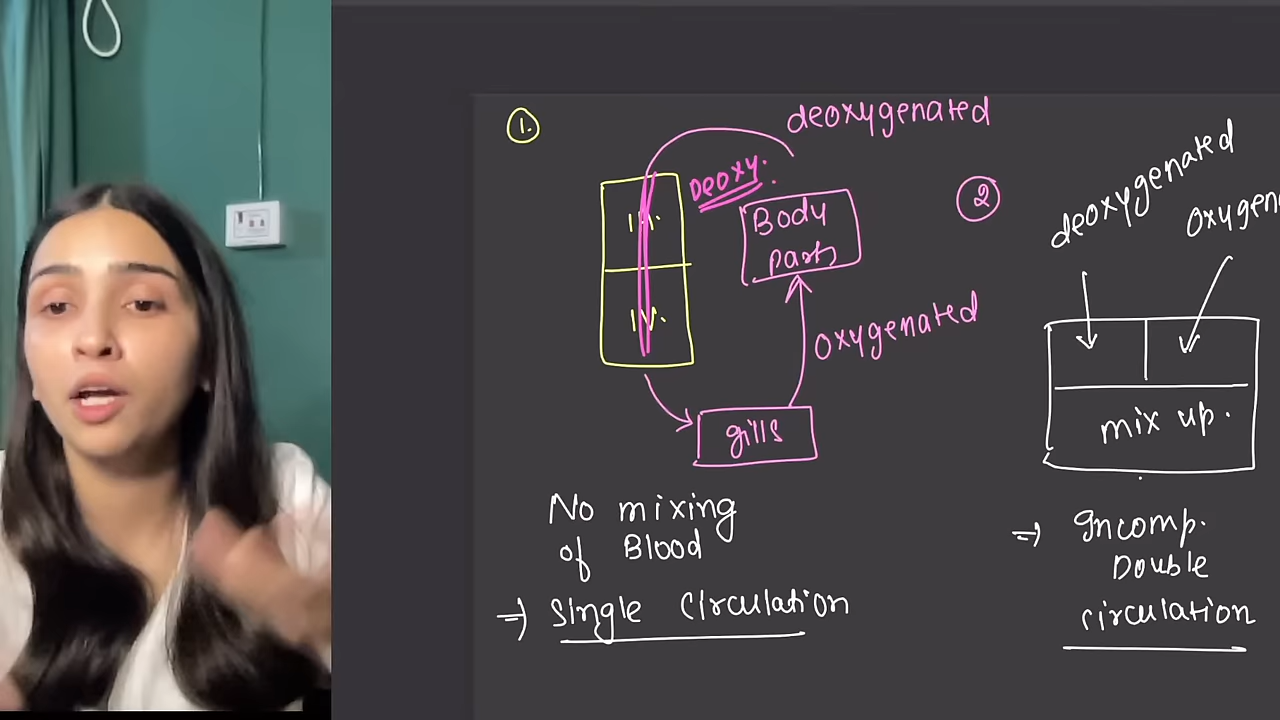 1.
deoxygenated
Deoxy.
1A.
Body
parts
1V.
oxygenated
gills
No mixing
of Blood
⇒ Single Circulation
2
deoxygenated
oxygen
mix up.
⇒ Incomp.
Double
circulation